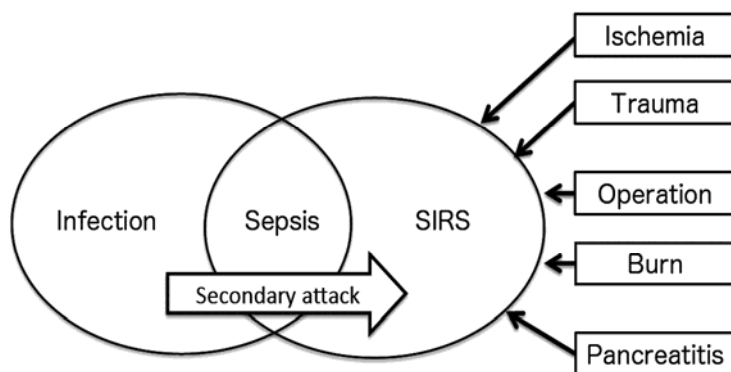 Ischemia
Trauma
Infection
Sepsis
SIRS
Operation
Burn
Secondary attack
Pancreatitis